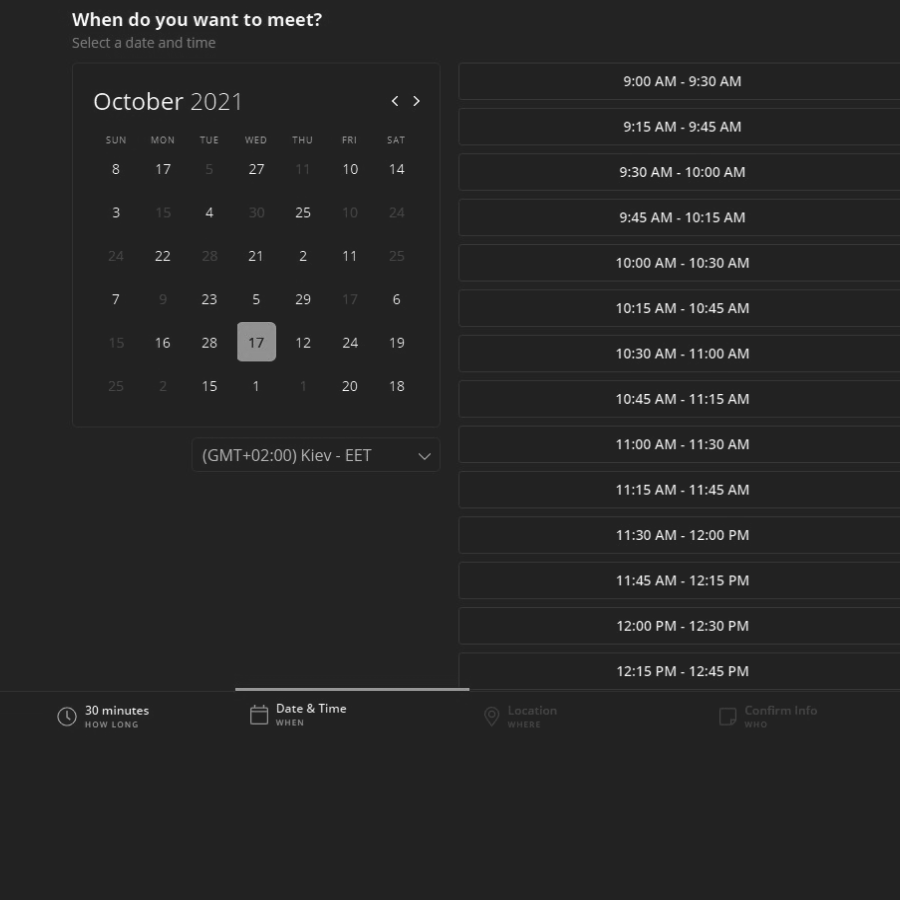 When do you want to meet?
Select a date and time
October 2021
SUN MON TUE WED THU FRI SAT
8 17 5 27 11 10 14
3 15 4 30 25 10 24
24 22 28 21 2 11 25
7 9 23 5 29 17 6
15 16 28 17 12 24 19
25 2 15 1 1 20 18
(GMT+02:00) Kiev - EET
9:00 AM - 9:30 AM
9:15 AM - 9:45 AM
9:30 AM - 10:00 AM
9:45 AM - 10:15 AM
10:00 AM - 10:30 AM
10:15 AM - 10:45 AM
10:30 AM - 11:00 AM
10:45 AM - 11:15 AM
11:00 AM - 11:30 AM
11:15 AM - 11:45 AM
11:30 AM - 12:00 PM
11:45 AM - 12:15 PM
12:00 PM - 12:30 PM
12:15 PM - 12:45 PM
30 minutes
HOW LONG
Date & Time
WHEN
Location
WHERE
Confirm Info
WHO